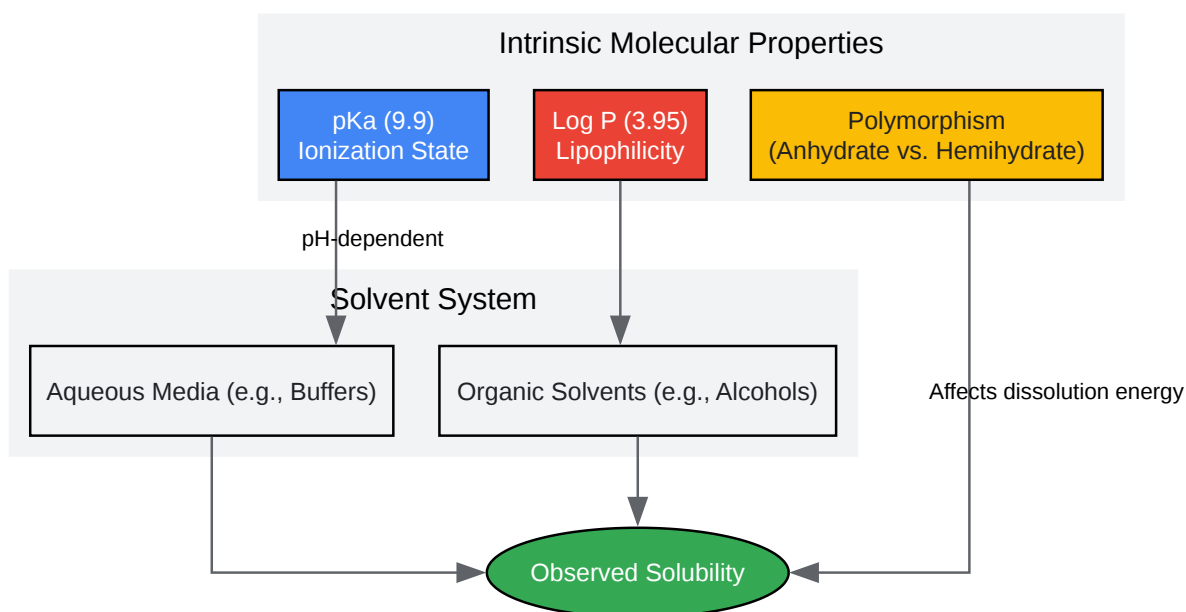 Intrinsic Molecular Properties
pKa (9.9)
Ionization State
Log P (3.95)
Lipophilicity
Polymorphism
(Anhydrate vs. Hemihydrate)
pH-dependent
Solvent System
Aqueous Media (e.g., Buffers)
Organic Solvents (e.g., Alcohols)
Affects dissolution energy
Observed Solubility